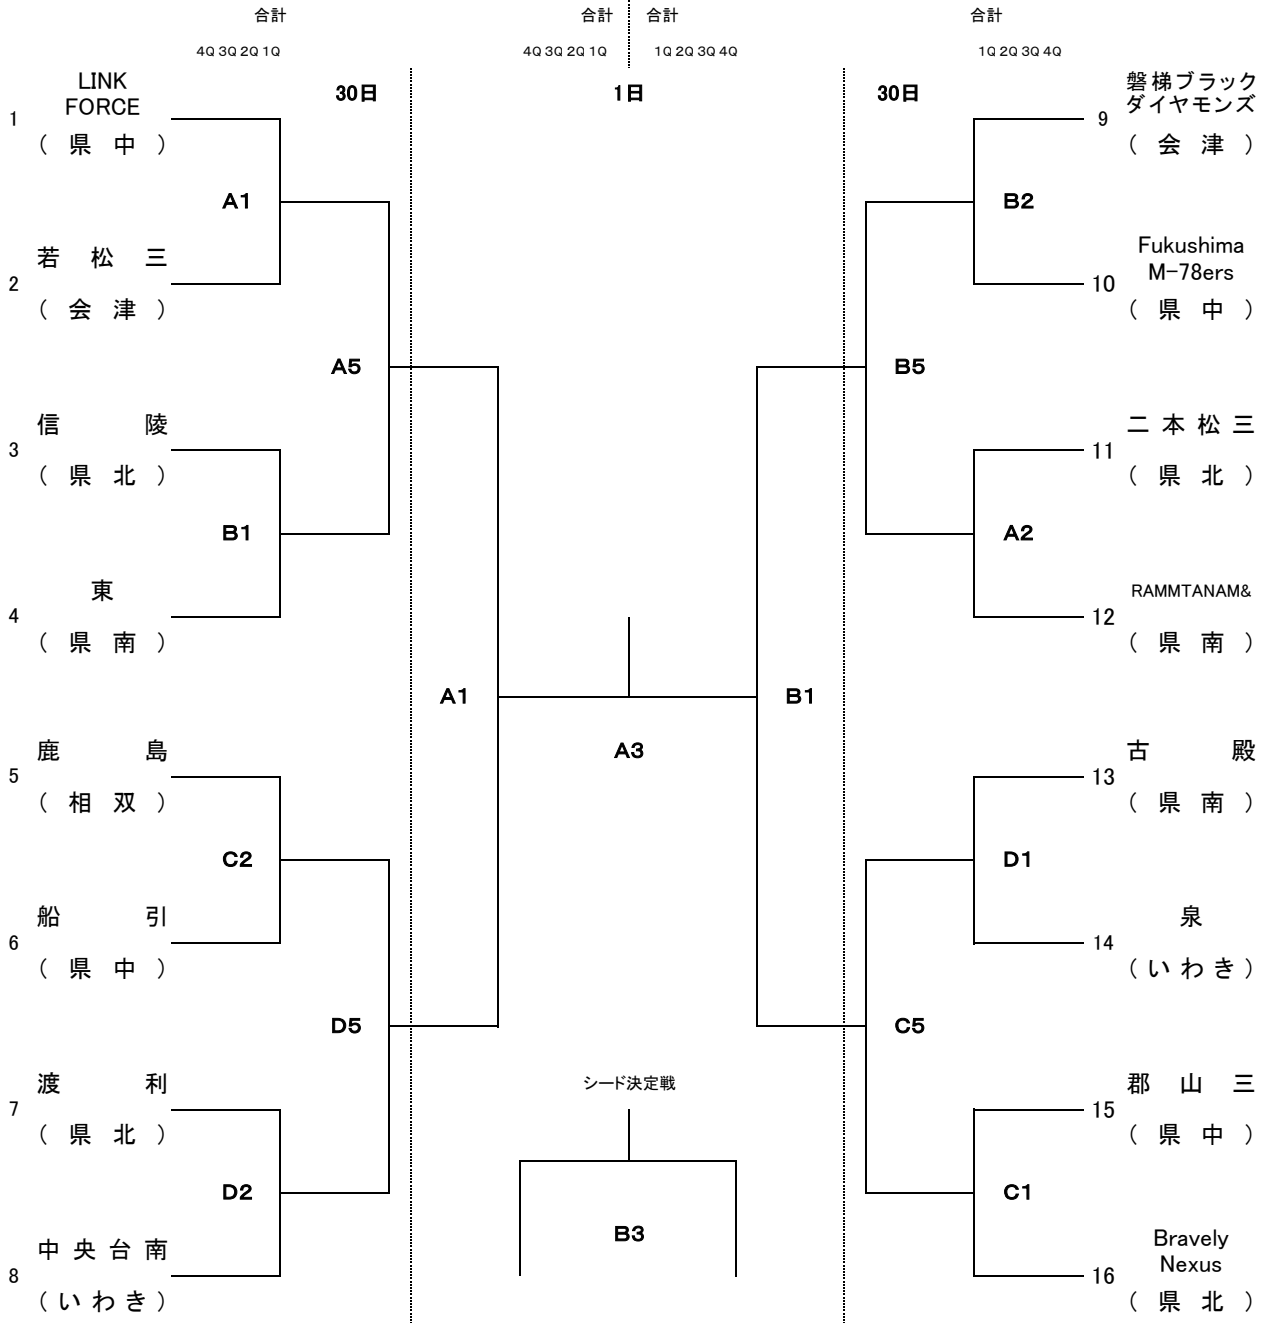 合計 合計 合計 合計
4Q 3Q 2Q 1Q 4Q 3Q 2Q 1Q 1Q 2Q 3Q 4Q 1Q 2Q 3Q 4Q
30日 1日 30日
1 LINK
FORCE
(県中)
A1
2 若松三
(会津)
A5
3 信陵
(県北)
B1
4 東
(県南)
A1
5 鹿島
(相双)
C2
6 船引
(県中)
D5
7 渡利
(県北)
D2
8 中央台南
(いわき)
A3
シード決定戦
B3
9 磐梯ブラック
ダイヤモンズ
(会津)
B2
10 Fukushima
M-78ers
(県中)
B5
11 二本松三
(県北)
A2
12 RAMMTANAM&
(県南)
B1
13 古殿
(県南)
D1
14 泉
(いわき)
C5
15 郡山三
(県中)
C1
16 Bravely
Nexus
(県北)